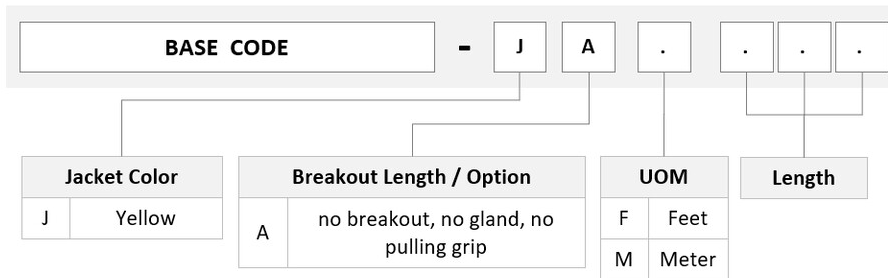 BASE CODE - J A . . . .
Jacket Color
J Yellow
Breakout Length / Option
A no breakout, no gland, no
pulling grip
UOM
F Feet
M Meter
Length